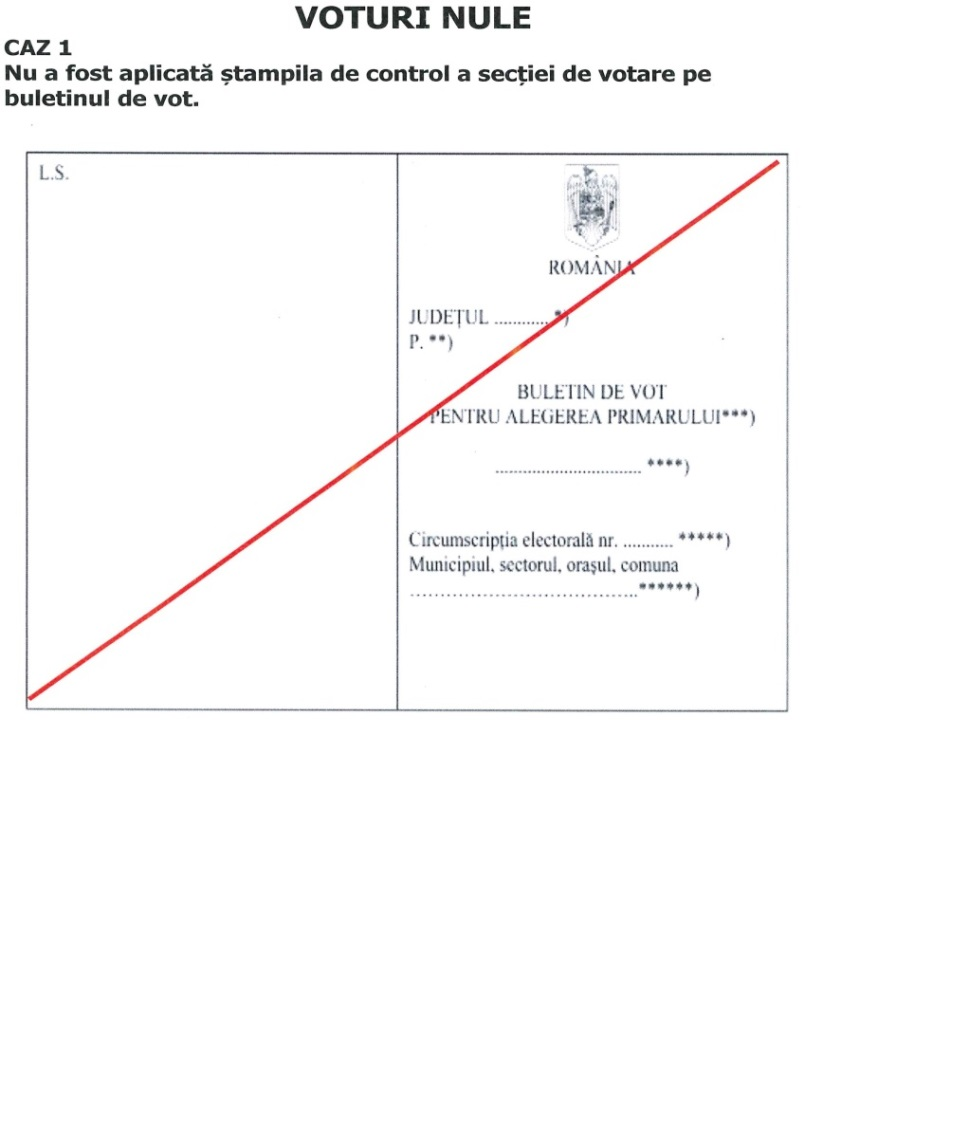 VOTURI NULE
CAZ 1
Nu a fost aplicată ștampila de control a secției de votare pe
buletinul de vot.
L.S.
ROMÂNIA
JUDEȚUL ............ *)
P. **)
BULETIN DE VOT
PENTRU ALEGEREA PRIMARULUI***)
................................ ****)
Circumscripția electorală nr. ........... *****)
Municipiul, sectorul, orașul, comuna
......................................******)